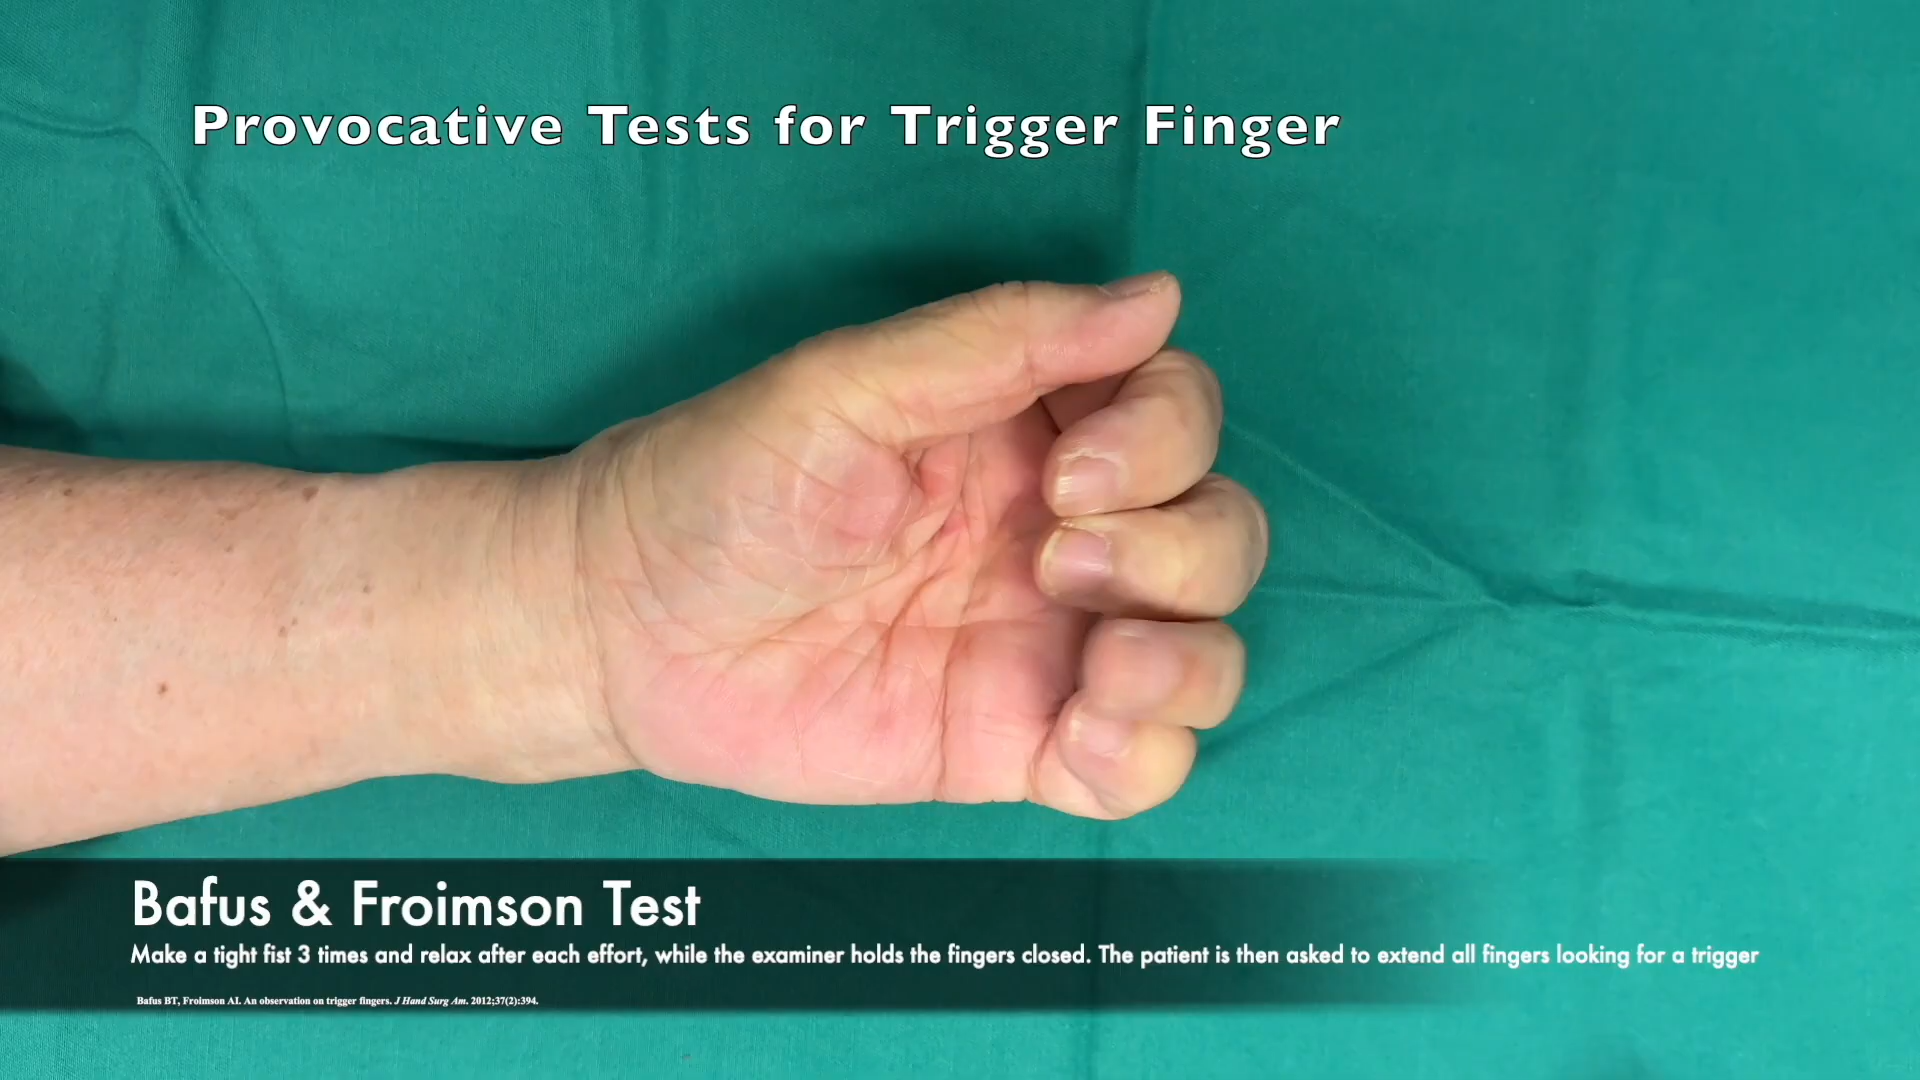 Provocative Tests for Trigger Finger
Bafus & Froimson Test
Make a tight fist 3 times and relax after each effort, while the examiner holds the fingers closed. The patient is then asked to extend all fingers looking for a trigger
Bafus BT, Froimson AI. An observation on trigger fingers. J Hand Surg Am. 2012;37(2):394.